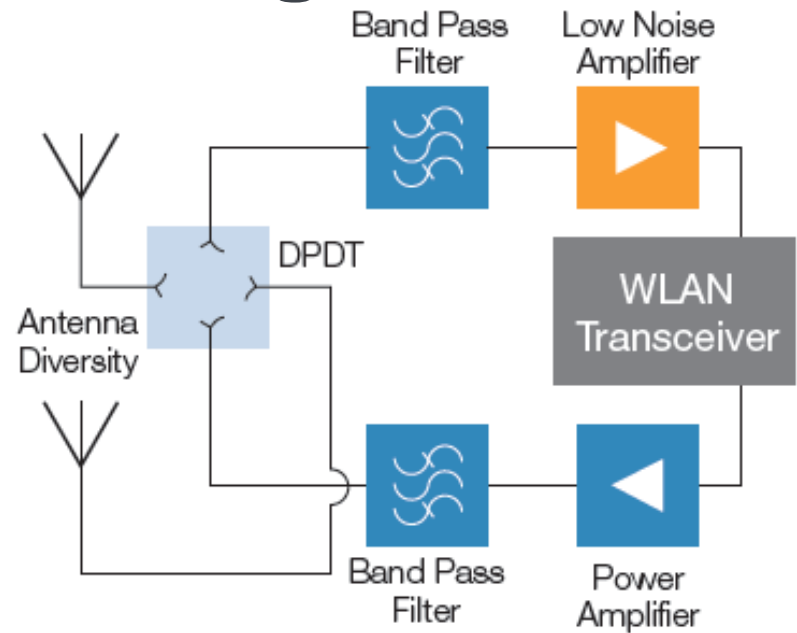 Band Pass
Filter
Low Noise
Amplifier
DPDT
WLAN
Transceiver
Antenna
Diversity
Band Pass
Filter
Power
Amplifier